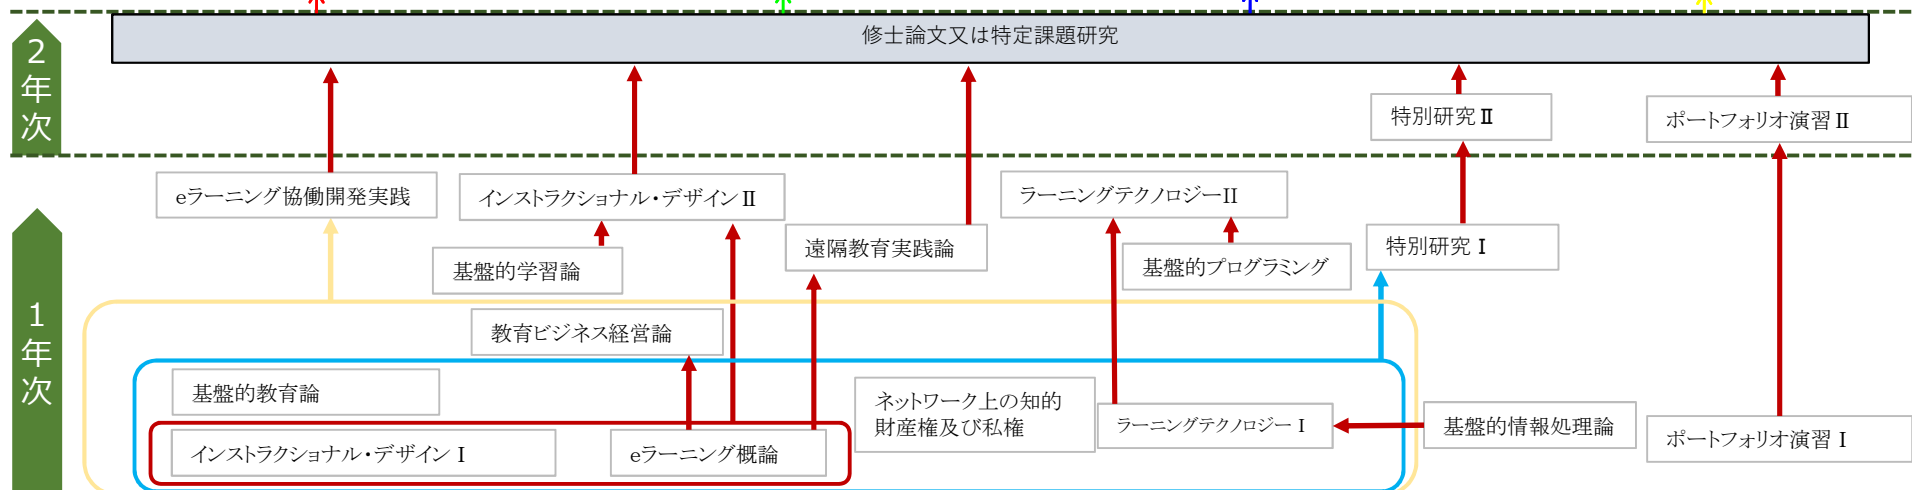 2年次
修士論文又は特定課題研究
特別研究Ⅱ
ポートフォリオ演習Ⅱ
1年次
eラーニング協働開発実践
インストラクショナル・デザインⅡ
ラーニングテクノロジーII
遠隔教育実践論
特別研究Ⅰ
基盤的学習論
基盤的プログラミング
教育ビジネス経営論
基盤的教育論
ネットワーク上の知的
財産権及び私権
ラーニングテクノロジーⅠ
基盤的情報処理論
ポートフォリオ演習Ⅰ
インストラクショナル・デザインⅠ
eラーニング概論